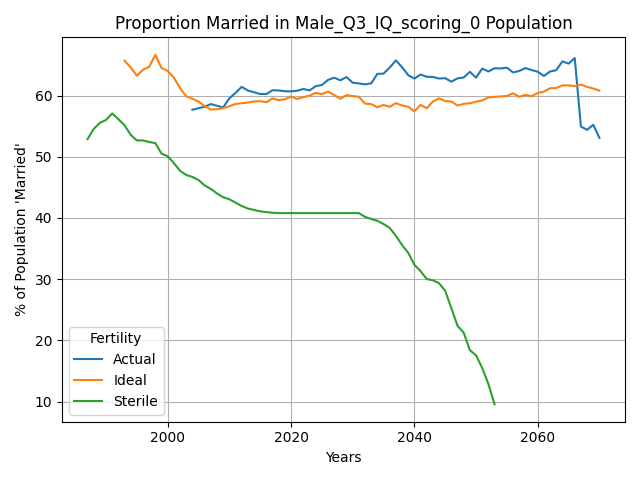 Proportion Married in Male_Q3_IQ_scoring_0 Population
% of Population 'Married'
60
50
40
30
20
10
Fertility
Actual
Ideal
Sterile
2000
2020
2040
2060
Years